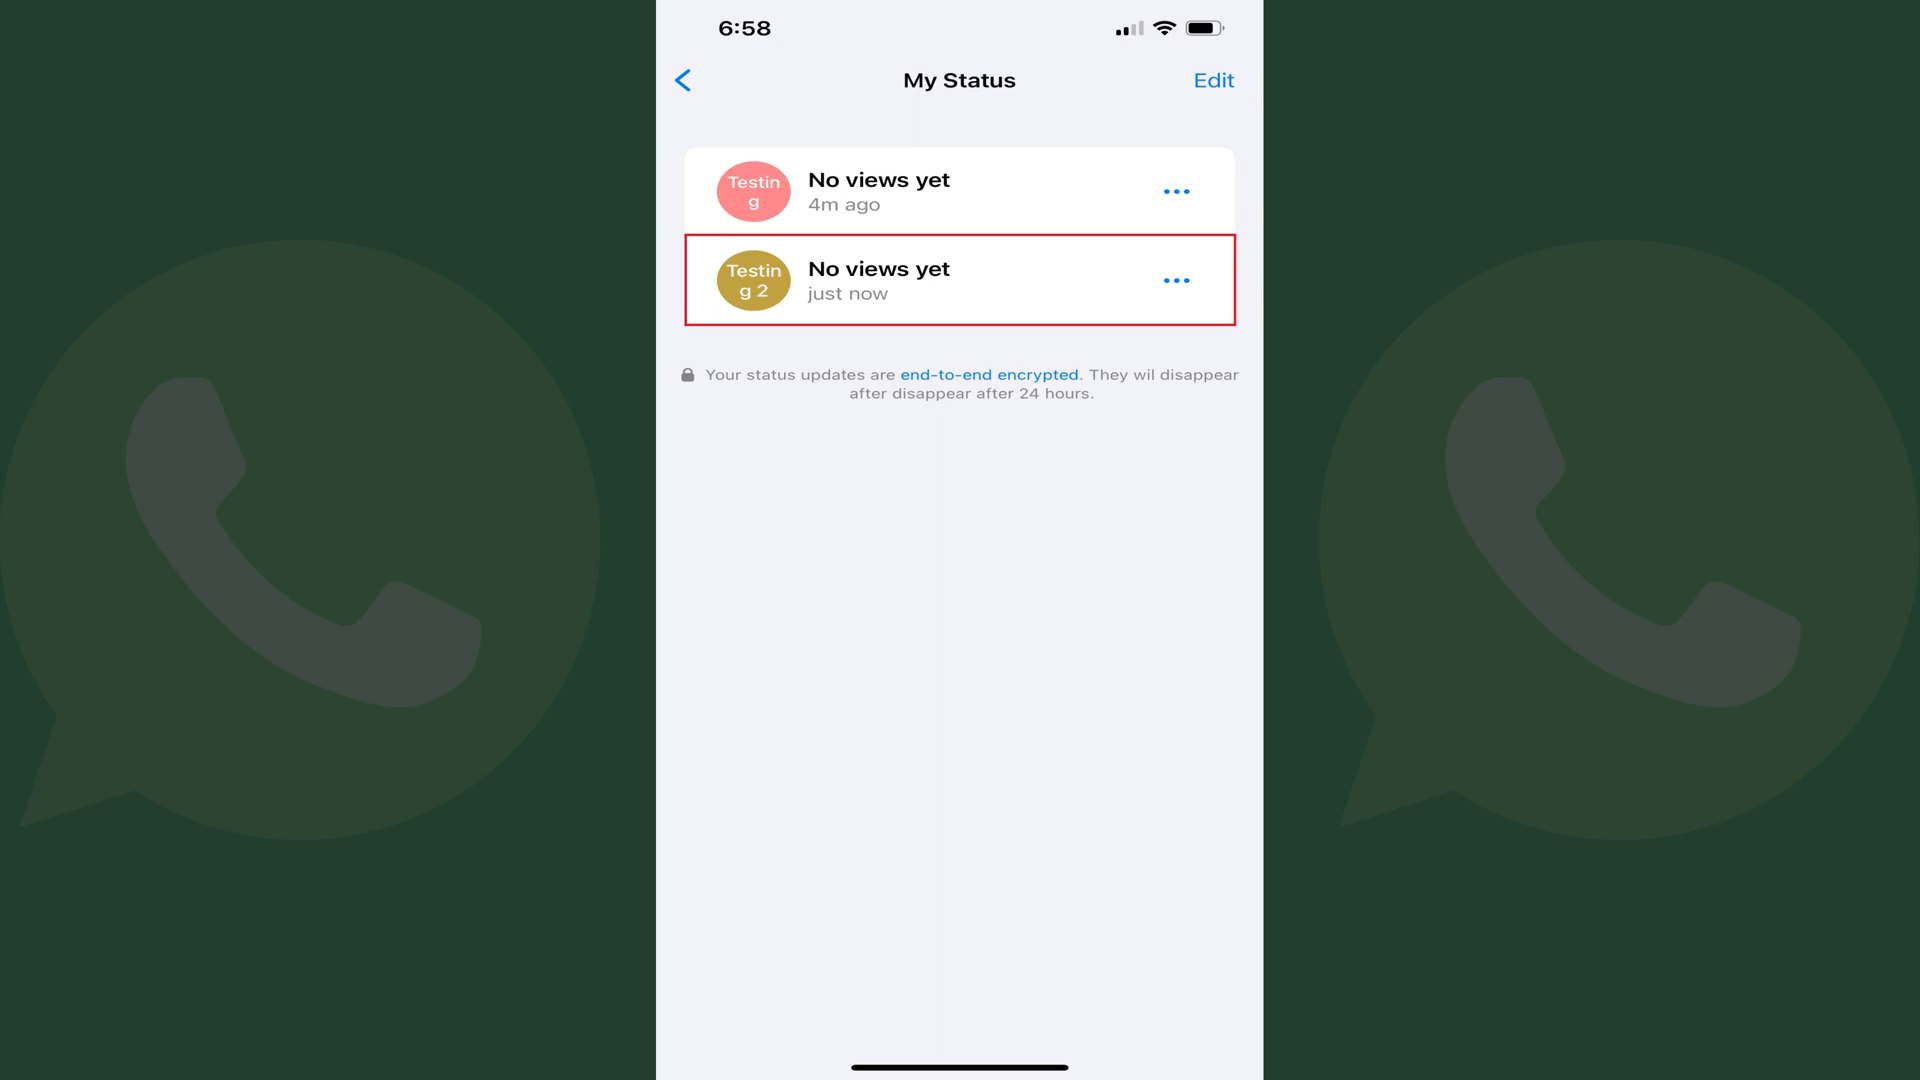 6:58
My Status
Edit
Testin
g
No views yet
4m ago
Testin
g 2
No views yet
just now
Your status updates are end-to-end encrypted. They wil disappear
after disappear after 24 hours.